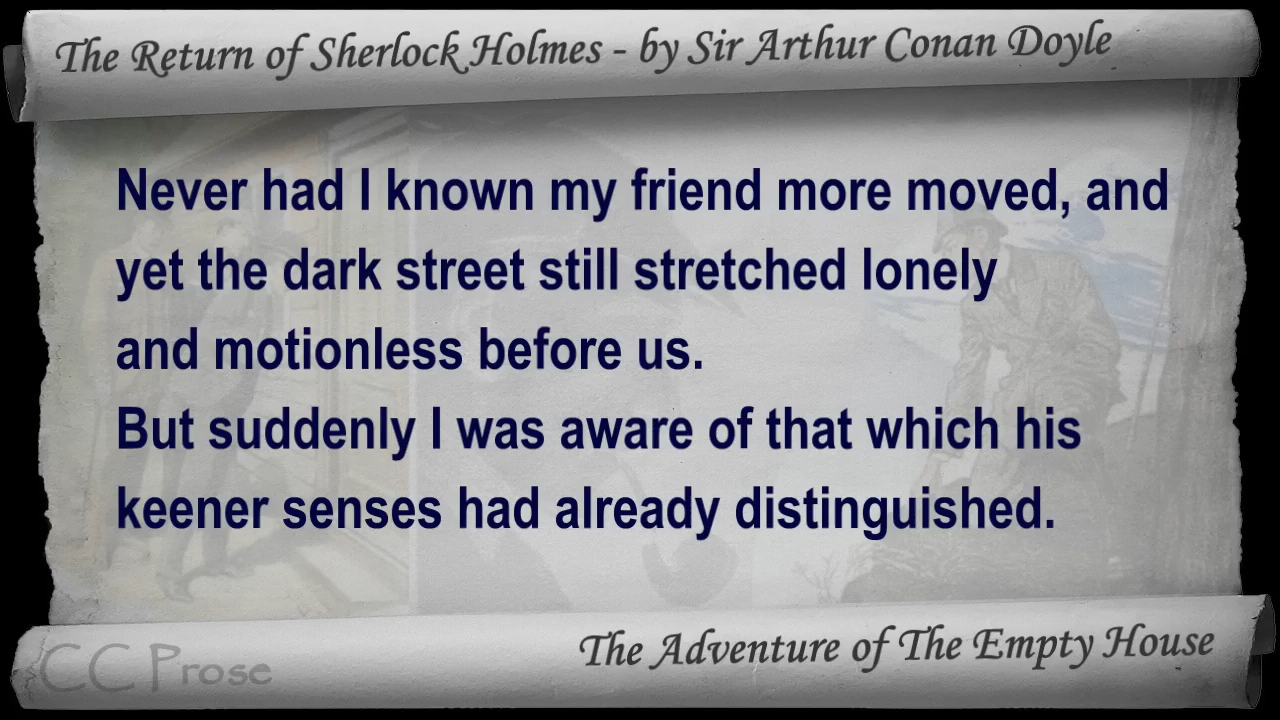 The Return of Sherlock Holmes - by Sir Arthur Conan Doyle
Never had I known my friend more moved, and
yet the dark street still stretched lonely
and motionless before us.
But suddenly I was aware of that which his
keener senses had already distinguished.
The Adventure of The Empty House
CC Prose